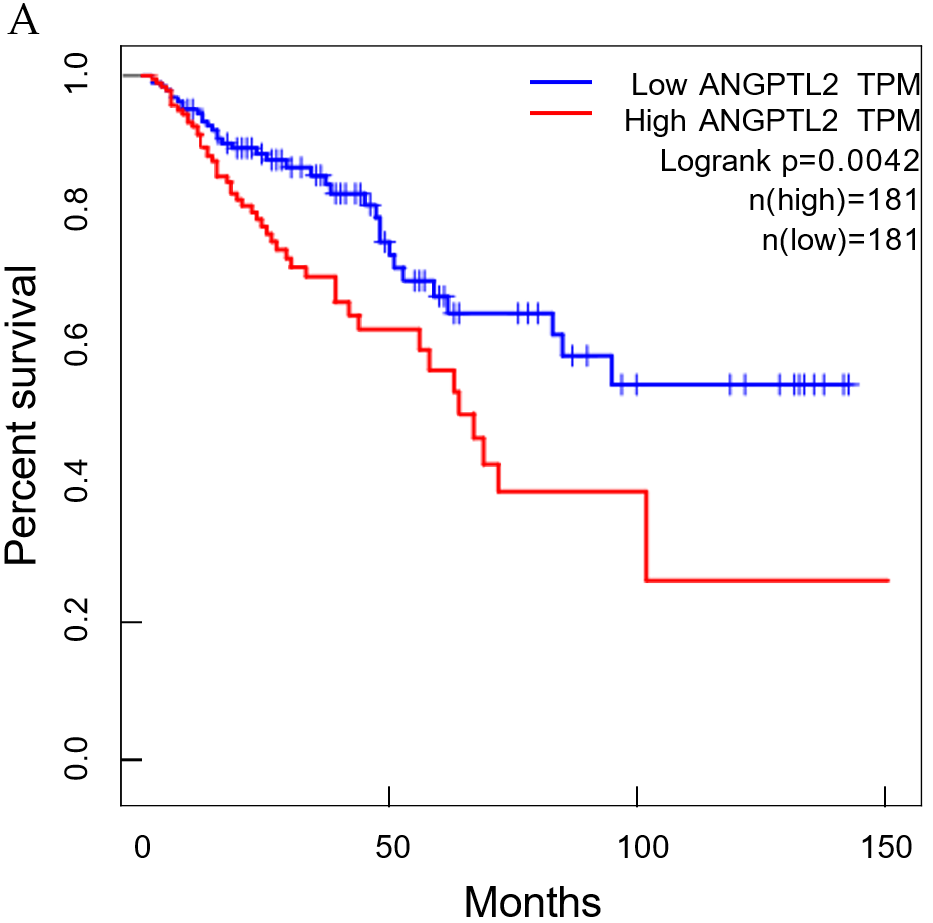 A
Low ANGPTL2 TPM
High ANGPTL2 TPM
Logrank p=0.0042
n(high)=181
n(low)=181
Percent survival
1.0
0.8
0.6
0.4
0.2
0.0
0 50 100 150
Months